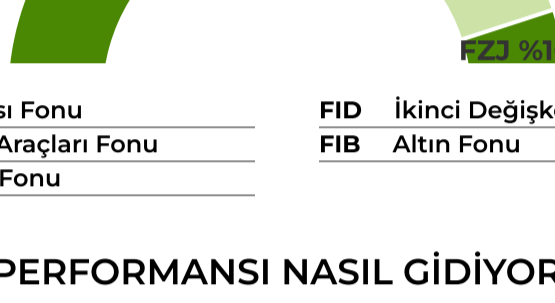 FZJ %1
sı Fonu
Araçları Fonu
Fonu
FID İkinci Değişk
FIB Altın Fonu
PERFORMANSI NASIL GİDİYOR